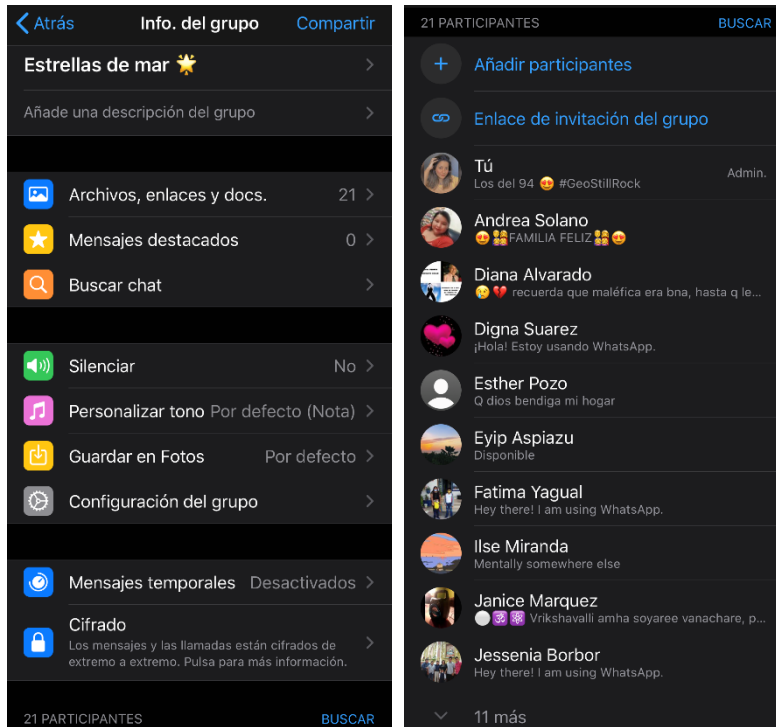 Atrás Info. del grupo Compartir
Estrellas de mar 🌟
Añade una descripción del grupo
Archivos, enlaces y docs. 21
Mensajes destacados 0
Buscar chat
Silenciar No
Personalizar tono Por defecto (Nota)
Guardar en Fotos Por defecto
Configuración del grupo
Mensajes temporales Desactivados
Cifrado
Los mensajes y las llamadas están cifrados de
extremo a extremo. Pulsa para más información.
21 PARTICIPANTES BUSCAR
21 PARTICIPANTES BUSCAR
Añadir participantes
Enlace de invitación del grupo
Tú
Los del 94 😍 #GeoStillRock Admin.
Andrea Solano
😍👯FAMILIA FELIZ👯😍
Diana Alvarado
😢💔 recuerda que maléfica era bna, hasta q le...
Digna Suarez
¡Hola! Estoy usando WhatsApp.
Esther Pozo
Q dios bendiga mi hogar
Eyip Aspiazu
Disponible
Fatima Yagual
Hey there! I am using WhatsApp.
Ilse Miranda
Mentally somewhere else
Janice Marquez
⚪🕉⚛ Vrikshavalli amha soyaree vanachare, p...
Jessenia Borbor
Hey there! I am using WhatsApp.
11 más